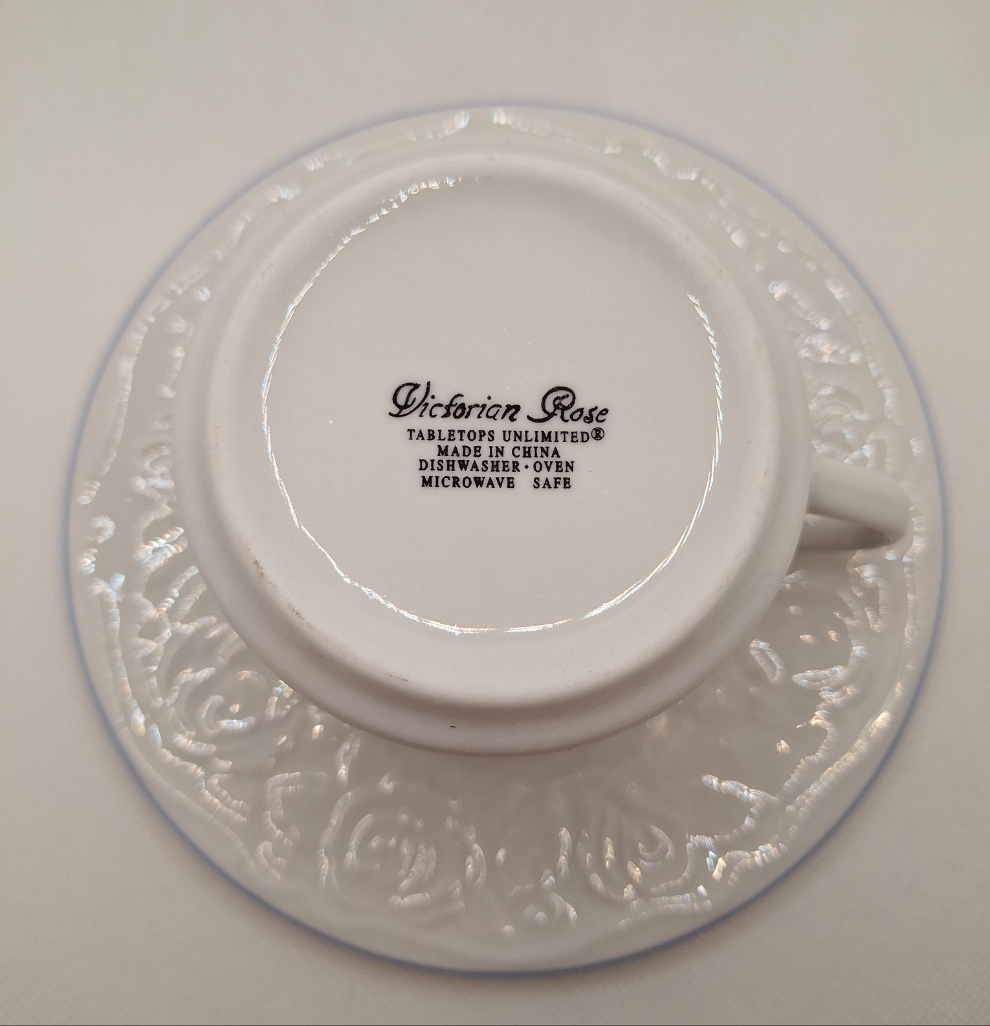 Victorian Rose
TABLETOPS UNLIMITED®
MADE IN CHINA
DISHWASHER · OVEN
MICROWAVE SAFE